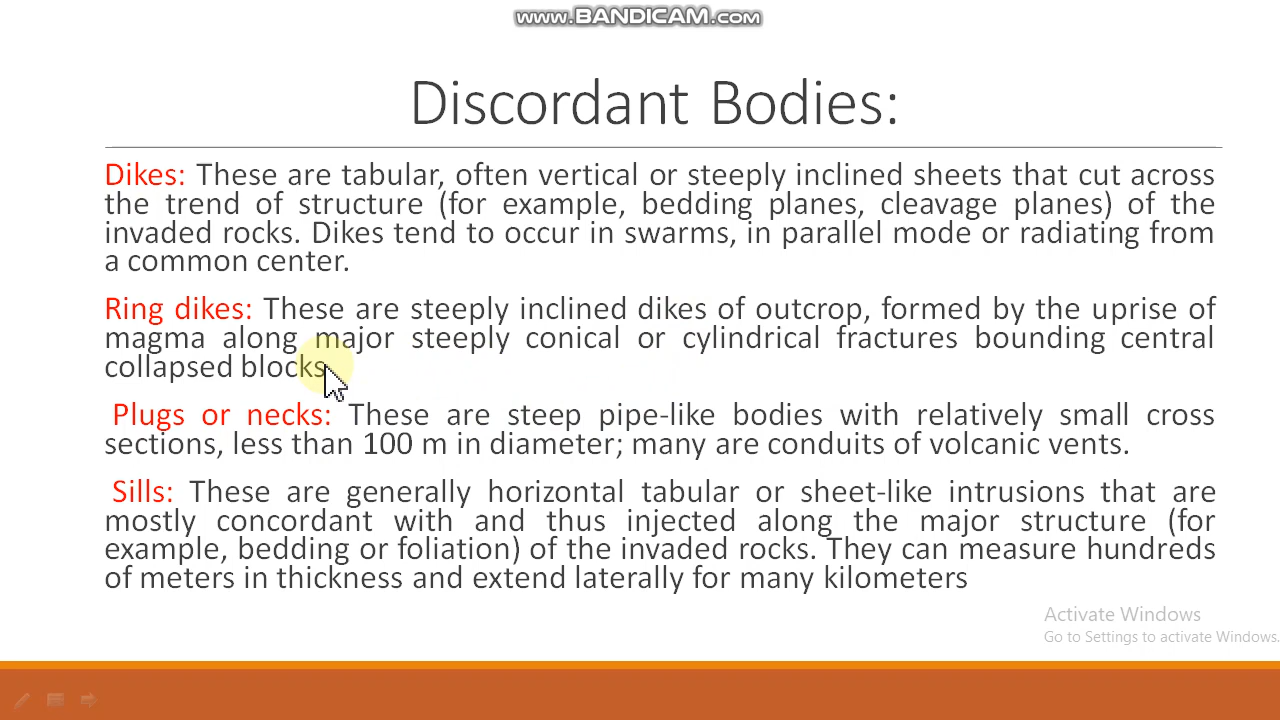 www.BANDICAM.com
Discordant Bodies:
Dikes: These are tabular, often vertical or steeply inclined sheets that cut across
the trend of structure (for example, bedding planes, cleavage planes) of the
invaded rocks. Dikes tend to occur in swarms, in parallel mode or radiating from
a common center.
Ring dikes: These are steeply inclined dikes of outcrop, formed by the uprise of
magma along major steeply conical or cylindrical fractures bounding central
collapsed blocks
Plugs or necks: These are steep pipe-like bodies with relatively small cross
sections, less than 100 m in diameter; many are conduits of volcanic vents.
Sills: These are generally horizontal tabular or sheet-like intrusions that are
mostly concordant with and thus injected along the major structure (for
example, bedding or foliation) of the invaded rocks. They can measure hundreds
of meters in thickness and extend laterally for many kilometers
Activate Windows
Go to Settings to activate Windows.